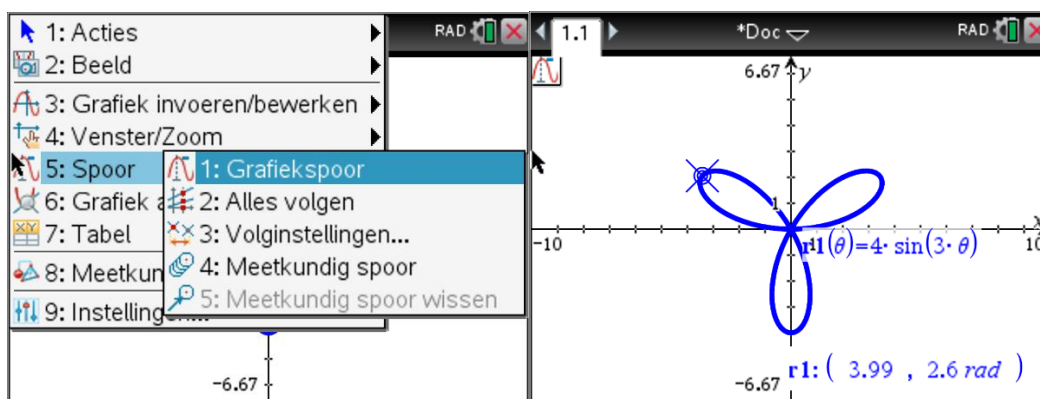 1: Acties
2: Beeld
3: Grafiek invoeren/bewerken
4: Venster/Zoom
5: Spoor
6: Grafiek
7: Tabel
8:
9:
1: Grafiekspoor
2: Alles volgen
3: Volginstellingen...
4: Meetkundig spoor
5: Meetkundig spoor wissen
RAD
-6.67
1.1
*Doc
RAD
6.67
y
1
-10
x
10
r1(θ)=4· sin(3· θ)
-6.67
r1: ( 3.99 , 2.6 rad )